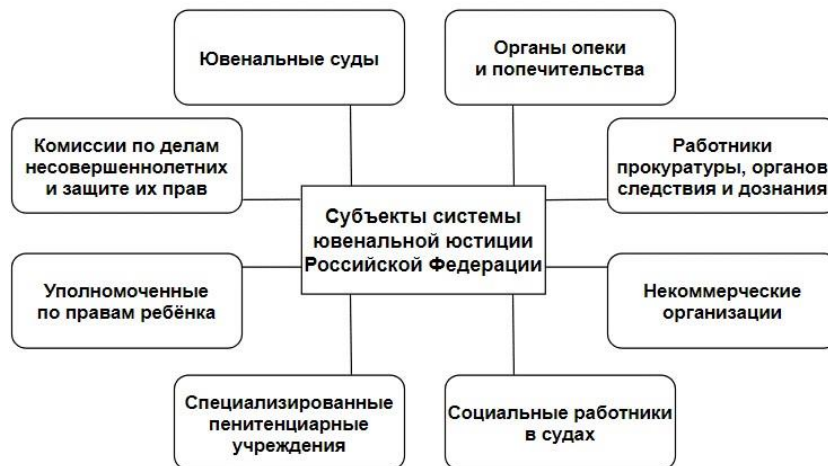 Ювенальные суды
Органы опеки
и попечительства
Комиссии по делам
несовершеннолетних
и защите их прав
Работники
прокуратуры, органов
следствия и дознания
Субъекты системы
ювенальной юстиции
Российской Федерации
Уполномоченные
по правам ребёнка
Некоммерческие
организации
Специализированные
пенитенциарные
учреждения
Социальные работники
в судах